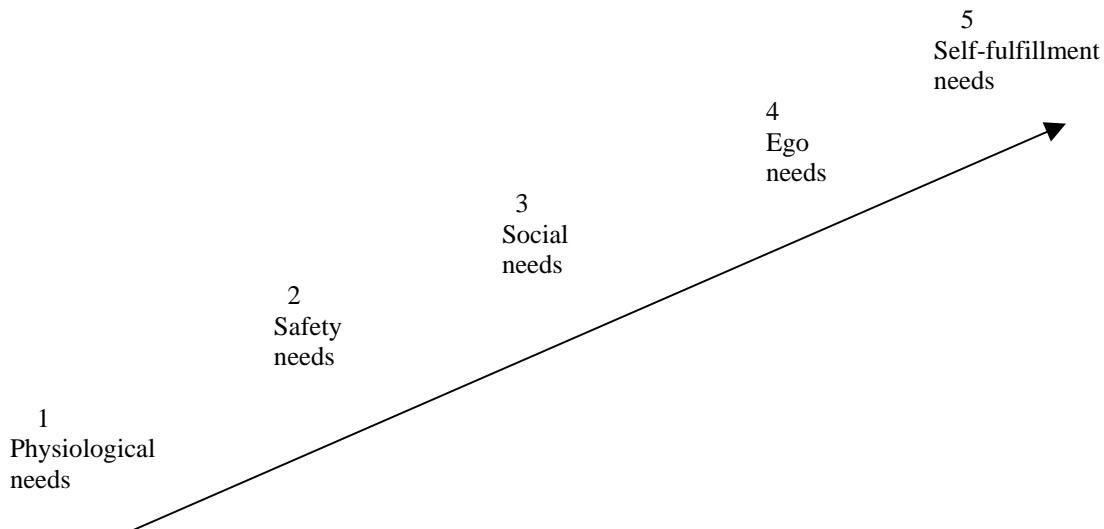 5
Self-fulfillment
needs
4
Ego
needs
3
Social
needs
2
Safety
needs
1
Physiological
needs